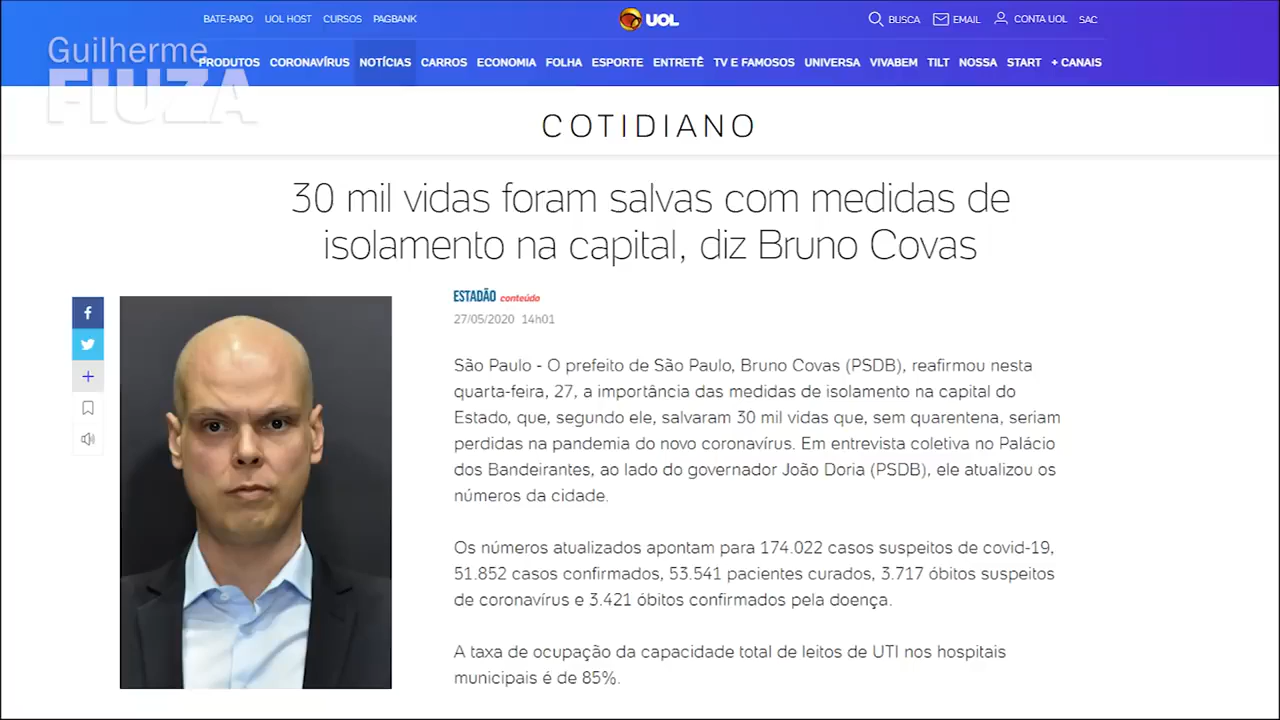 BATE-PAPO UOL HOST CURSOS PAGBANK UOL BUSCA EMAIL CONTA UOL SAC
Guilherme
FIUZA
PRODUTOS CORONAVÍRUS NOTÍCIAS CARROS ECONOMIA FOLHA ESPORTE ENTRETÊ TV E FAMOSOS UNIVERSA VIVABEM TILT NOSSA START + CANAIS
COTIDIANO
30 mil vidas foram salvas com medidas de
isolamento na capital, diz Bruno Covas
ESTADÃO conteúdo
27/05/2020 14h01
São Paulo - O prefeito de São Paulo, Bruno Covas (PSDB), reafirmou nesta
quarta-feira, 27, a importância das medidas de isolamento na capital do
Estado, que, segundo ele, salvaram 30 mil vidas que, sem quarentena, seriam
perdidas na pandemia do novo coronavírus. Em entrevista coletiva no Palácio
dos Bandeirantes, ao lado do governador João Doria (PSDB), ele atualizou os
números da cidade.
Os números atualizados apontam para 174.022 casos suspeitos de covid-19,
51.852 casos confirmados, 53.541 pacientes curados, 3.717 óbitos suspeitos
de coronavírus e 3.421 óbitos confirmados pela doença.
A taxa de ocupação da capacidade total de leitos de UTI nos hospitais
municipais é de 85%.